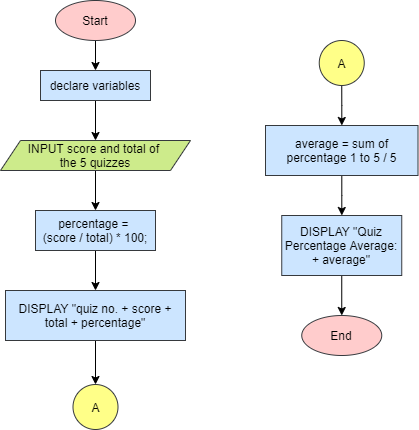 Start
declare variables
INPUT score and total of
the 5 quizzes
percentage =
(score / total) * 100;
DISPLAY "quiz no. + score +
total + percentage"
A
A
average = sum of
percentage 1 to 5 / 5
DISPLAY "Quiz
Percentage Average:
+ average"
End